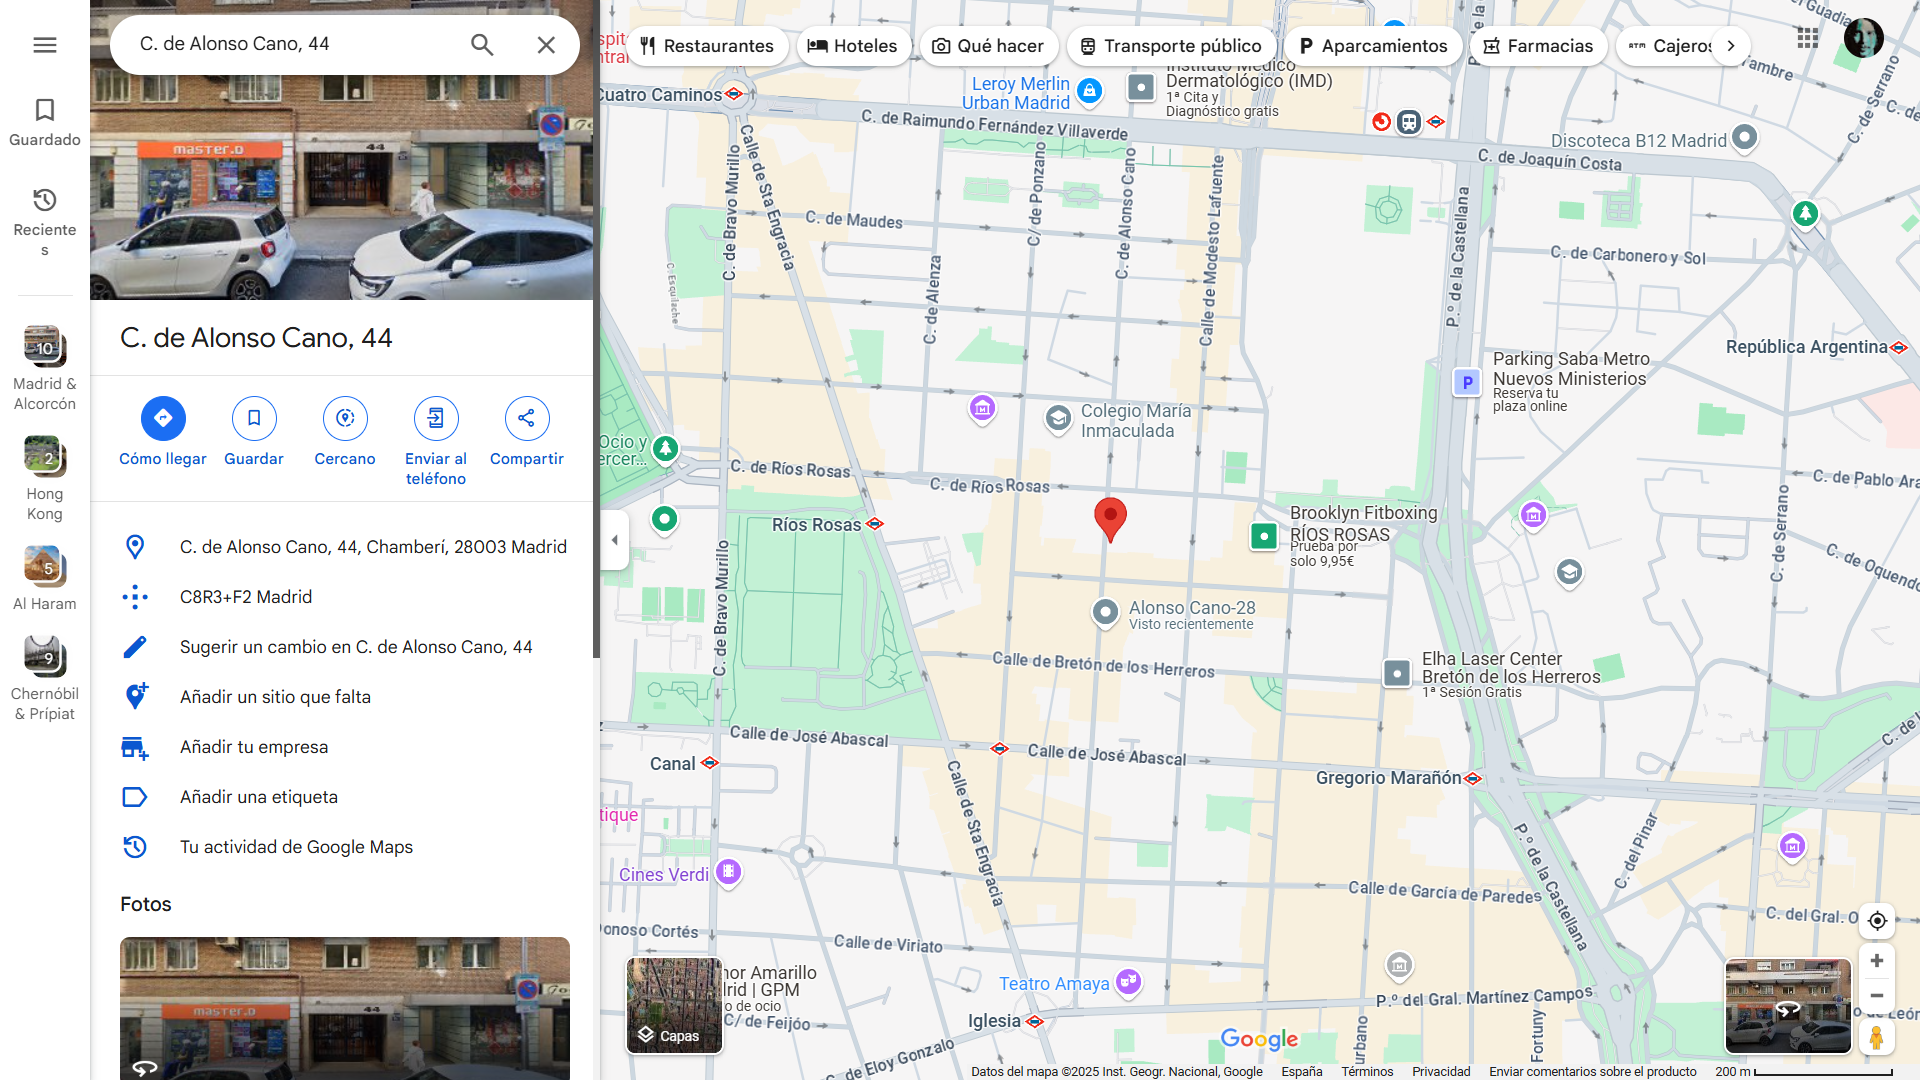 C. de Alonso Cano, 44
Guardado
Reciente
s
10
Madrid &
Alcorcón
2
Hong
Kong
5
Al Haram
9
Chernóbil
& Prípiat
master.D
44
C. de Alonso Cano, 44
Cómo llegar
Guardar
Cercano
Enviar al
teléfono
Compartir
C. de Alonso Cano, 44, Chamberí, 28003 Madrid
C8R3+F2 Madrid
Sugerir un cambio en C. de Alonso Cano, 44
Añadir un sitio que falta
Añadir tu empresa
Añadir una etiqueta
Tu actividad de Google Maps
Fotos
master.D
44
Restaurantes
Hoteles
Qué hacer
Transporte público
Aparcamientos
Farmacias
Cajeros
Cuatro Caminos
Leroy Merlin
Urban Madrid
Instituto Médico
Dermatológico (IMD)
1ª Cita y
Diagnóstico gratis
C. de Raimundo Fernández Villaverde
Discoteca B12 Madrid
C. de Joaquín Costa
C. de Serrano
C. de Bravo Murillo
Calle de Sta Engracia
C. de Maudes
C/ de Ponzano
C. de Alonso Cano
Calle de Modesto Lafuente
P.º de la Castellana
C. de Carbonero y Sol
C. Esquilache
C. de Alenza
República Argentina
Parking Saba Metro
Nuevos Ministerios
Reserva tu
plaza online
Colegio María
Inmaculada
Ocio y
C. de Ríos Rosas
C. de Ríos Rosas
Ríos Rosas
Brooklyn Fitboxing
RÍOS ROSAS
Prueba por
solo 9,95€
C. de Pablo Ara
C. de Serrano
C. de Oquendo
C. de Bravo Murillo
Alonso Cano-28
Visto recientemente
Calle de Bretón de los Herreros
Elha Laser Center
Bretón de los Herreros
1ª Sesión Gratis
Calle de José Abascal
Calle de José Abascal
Canal
Gregorio Marañón
Calle de Sta Engracia
P.º de la Castellana
C. del Pinar
tique
Cines Verdi
Calle de García de Paredes
C. del Gral. O
Donoso Cortés
Calle de Viriato
nor Amarillo
drid | GPM
o de ocio
Teatro Amaya
C/ de Feijóo
Iglesia
P.º del Gral. Martínez Campos
C. de Eloy Gonzalo
Fortuny
Capas
Google
Datos del mapa ©2025 Inst. Geogr. Nacional, Google
España
Términos
Privacidad
Enviar comentarios sobre el producto
200 m